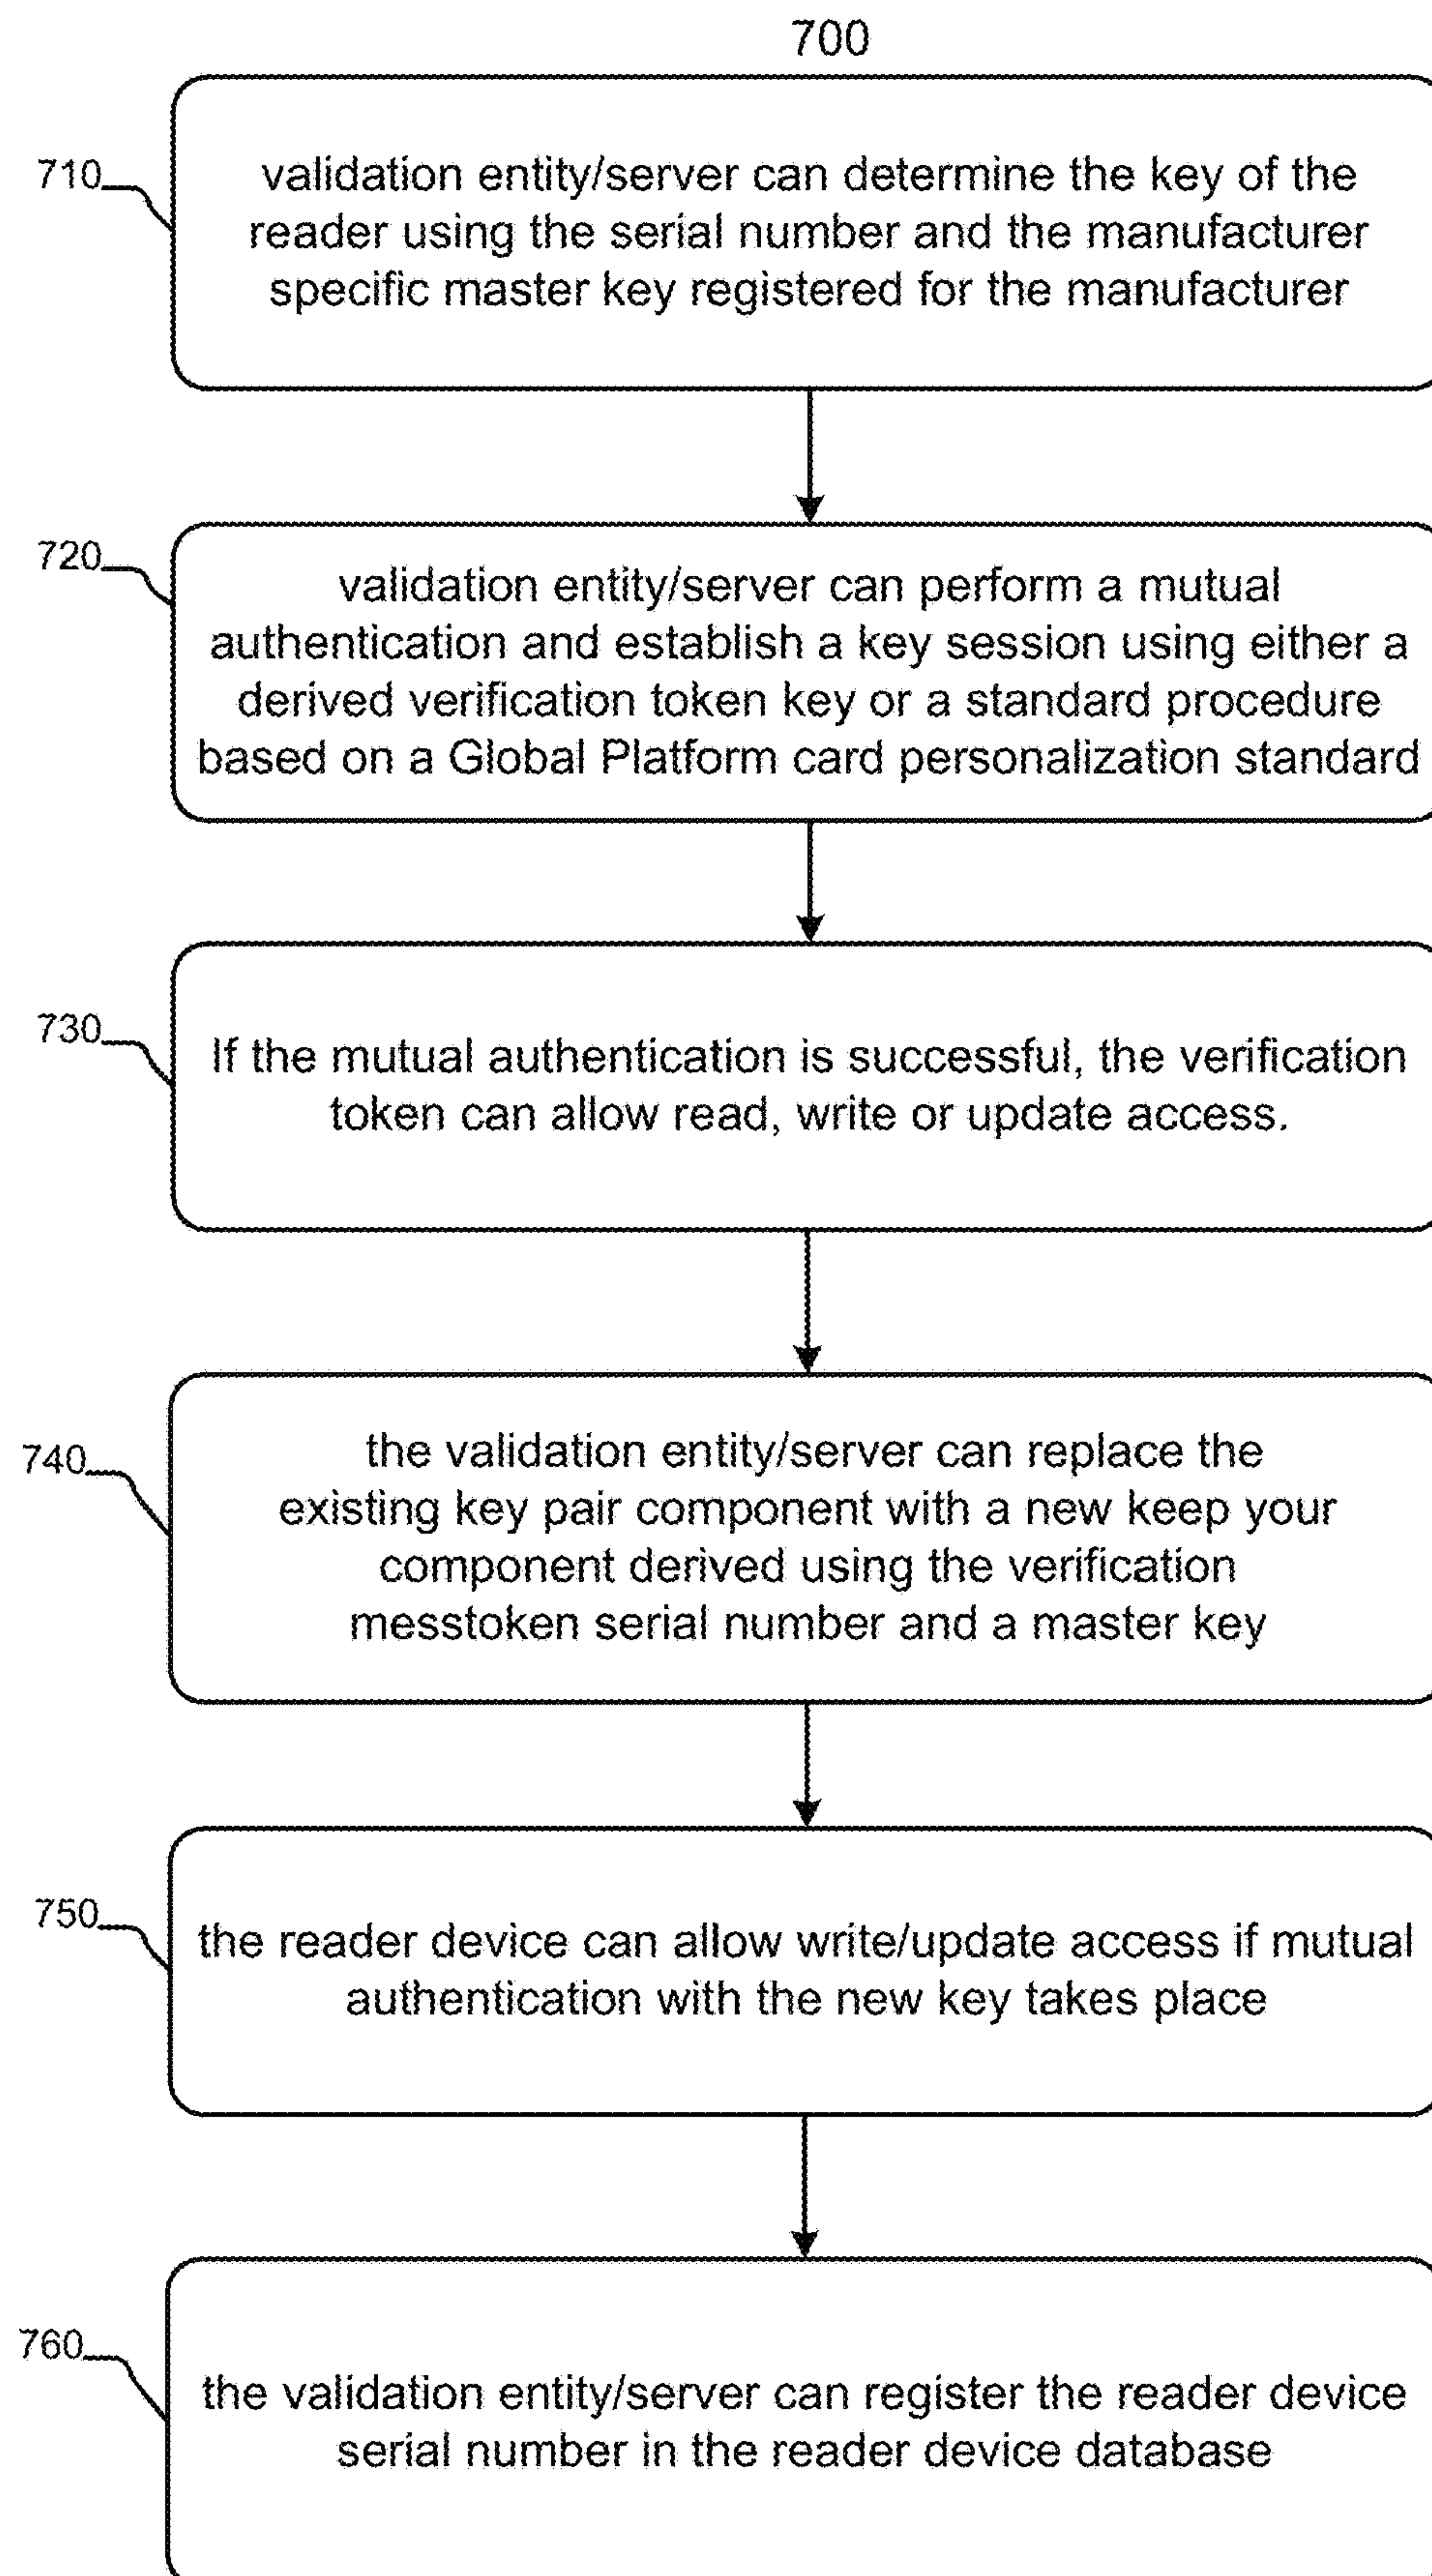 700
710
validation entity/server can determine the key of the
reader using the serial number and the manufacturer
specific master key registered for the manufacturer
720
validation entity/server can perform a mutual
authentication and establish a key session using either a
derived verification token key or a standard procedure
based on a Global Platform card personalization standard
730
If the mutual authentication is successful, the verification
token can allow read, write or update access.
740
the validation entity/server can replace the
existing key pair component with a new keep your
component derived using the verification
messtoken serial number and a master key
750
the reader device can allow write/update access if mutual
authentication with the new key takes place
760
the validation entity/server can register the reader device
serial number in the reader device database